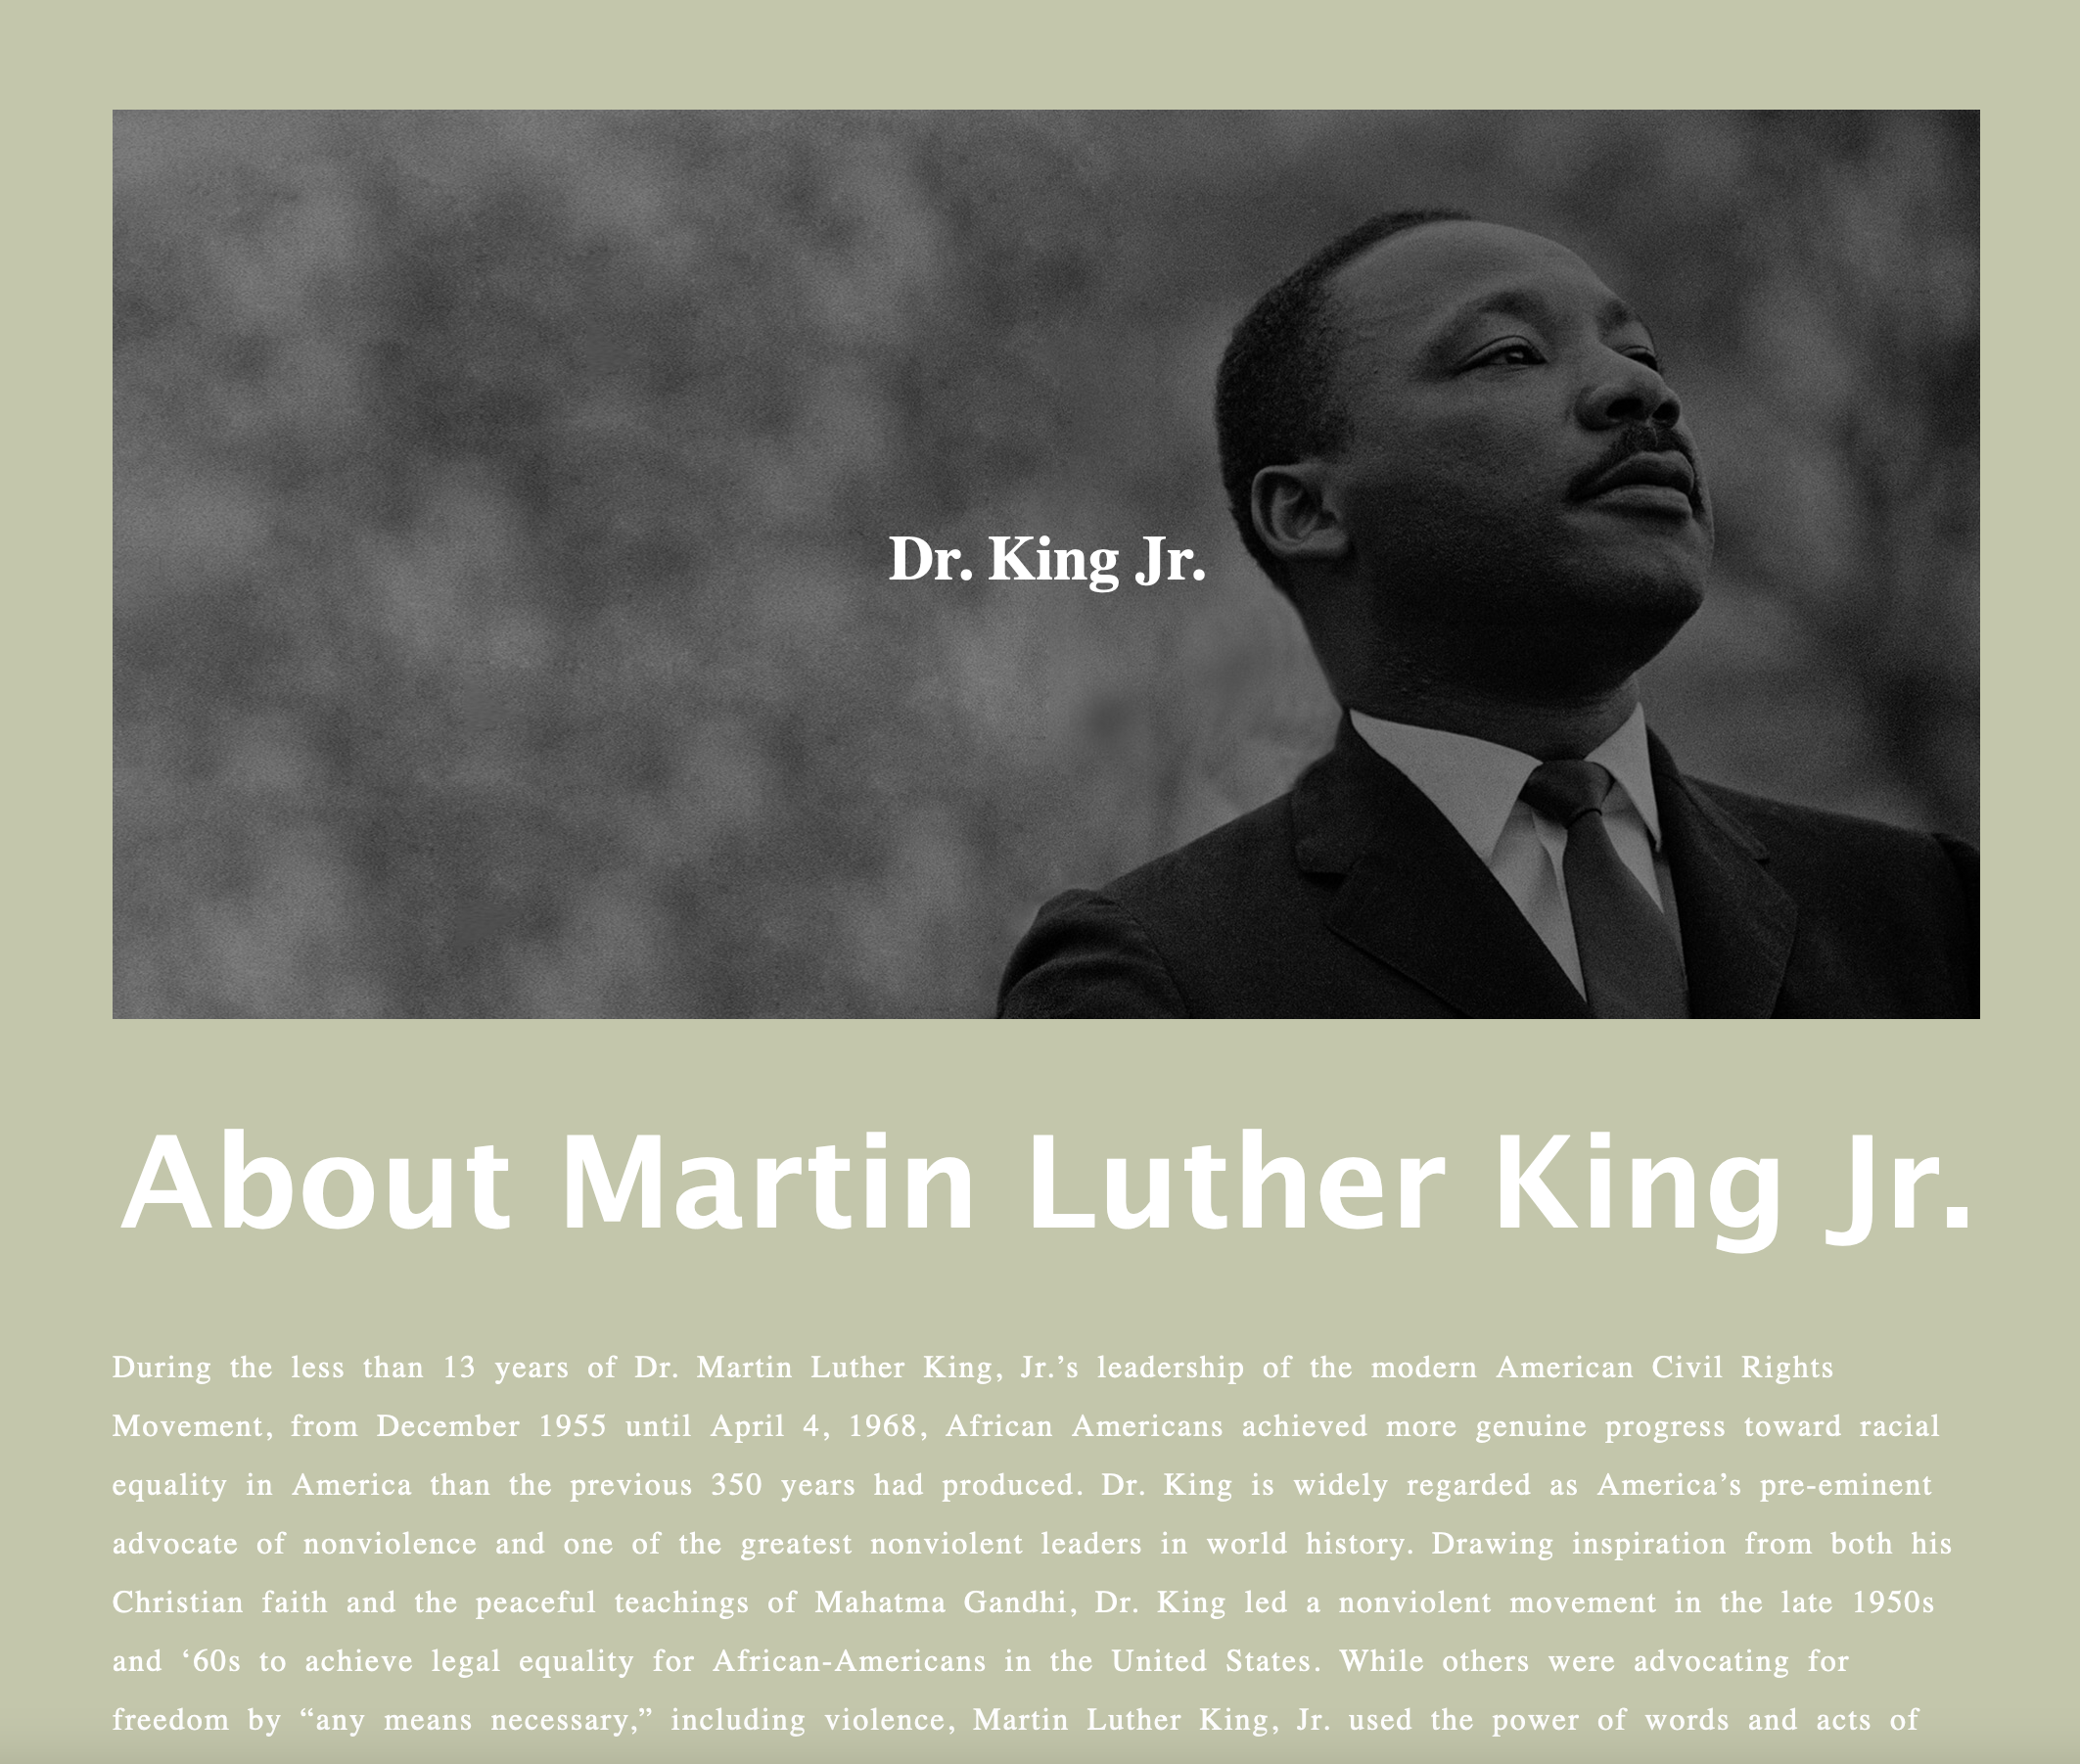 Dr. King Jr.
About Martin Luther King Jr.
During the less than 13 years of Dr. Martin Luther King, Jr.’s leadership of the modern American Civil Rights
Movement, from December 1955 until April 4, 1968, African Americans achieved more genuine progress toward racial
equality in America than the previous 350 years had produced. Dr. King is widely regarded as America’s pre-eminent
advocate of nonviolence and one of the greatest nonviolent leaders in world history. Drawing inspiration from both his
Christian faith and the peaceful teachings of Mahatma Gandhi, Dr. King led a nonviolent movement in the late 1950s
and ‘60s to achieve legal equality for African-Americans in the United States. While others were advocating for
freedom by “any means necessary,” including violence, Martin Luther King, Jr. used the power of words and acts of